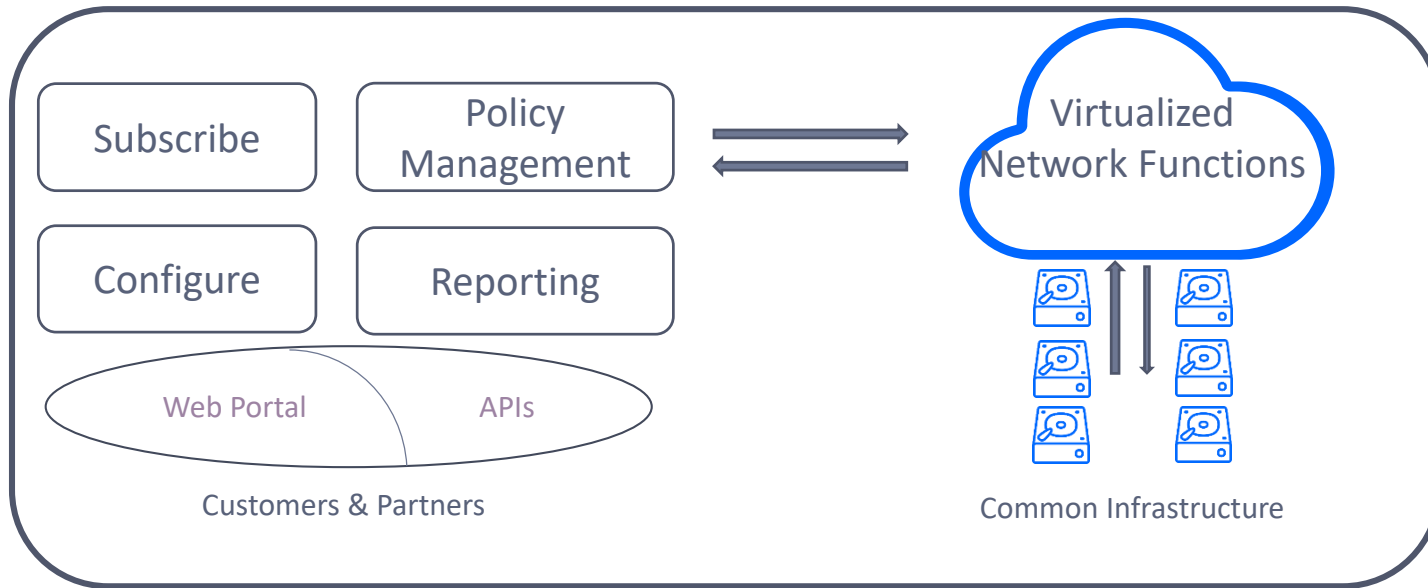 Subscribe
Policy
Management
Configure
Reporting
Web Portal
APIs
Customers & Partners
Virtualized
Network Functions
Common Infrastructure